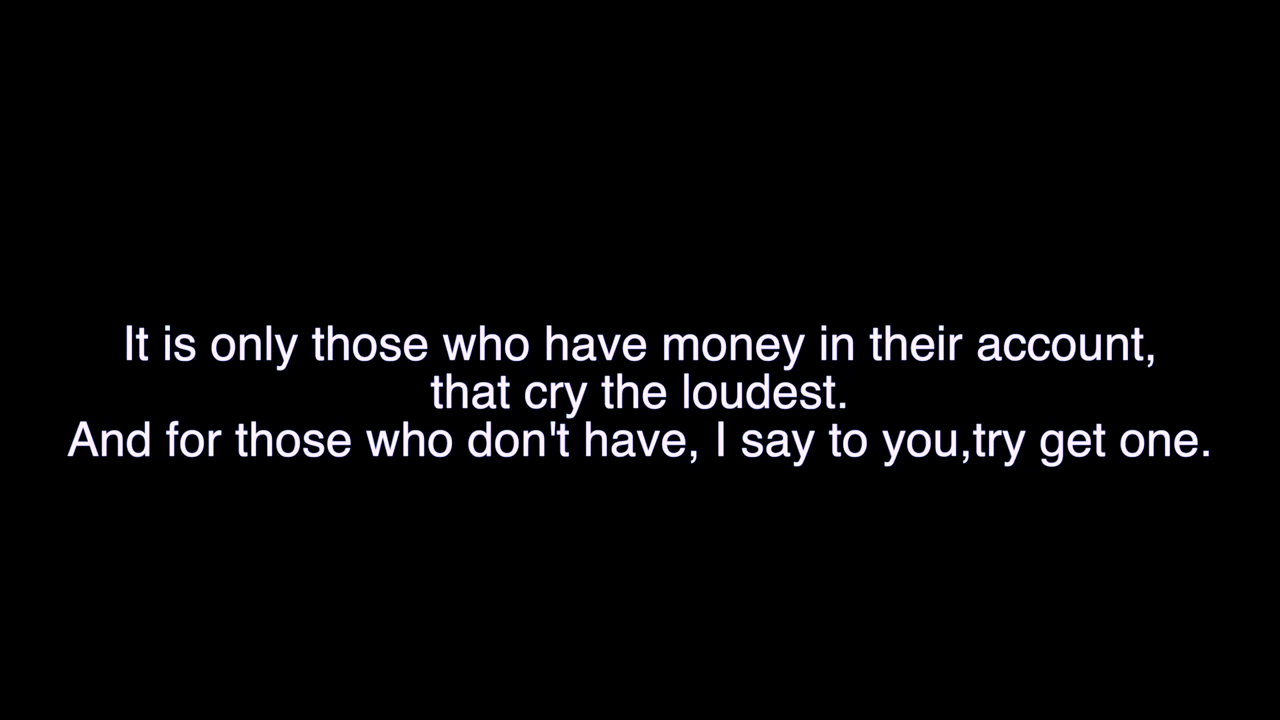 It is only those who have money in their account,
that cry the loudest.
And for those who don't have, I say to you,try get one.